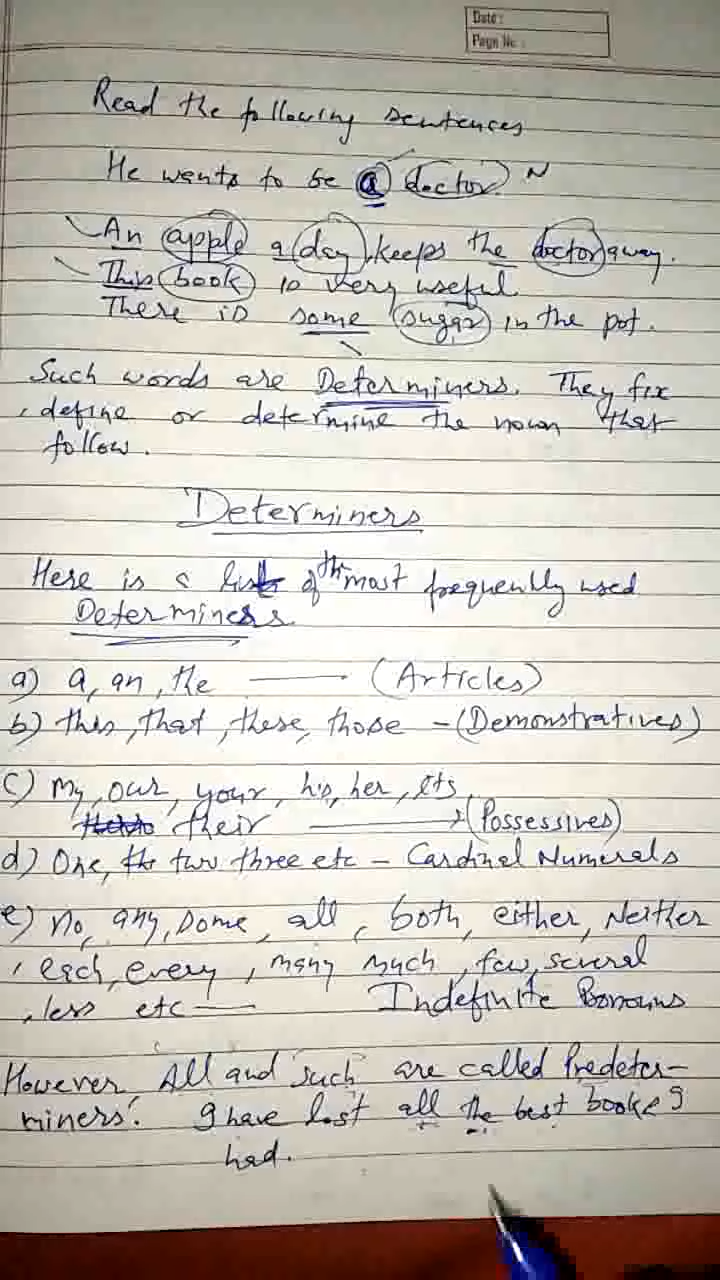 Date :
Page No. :
Read the following sentences
He wants to be a doctor. N
An apple a day keeps the doctor away.
This book is very useful
There is some sugar in the pot.
Such words are Determiners. They fix
, define or determine the noun that
follow.
Determiners
Here is a list of the most frequently used
Determiners
a) a, an, the — (Articles)
b) this, that, these, those - (Demonstratives)
c) My, our, your, his, her, its,
their → (Possessives)
d) One, two three etc - Cardinal Numerals
e) No, any, some, all, both, either, Neither
, each, every, many much, few, several
, less etc — Indefinite
However, All and such are called Predeter-
miners. I have lost all the best books I
had.